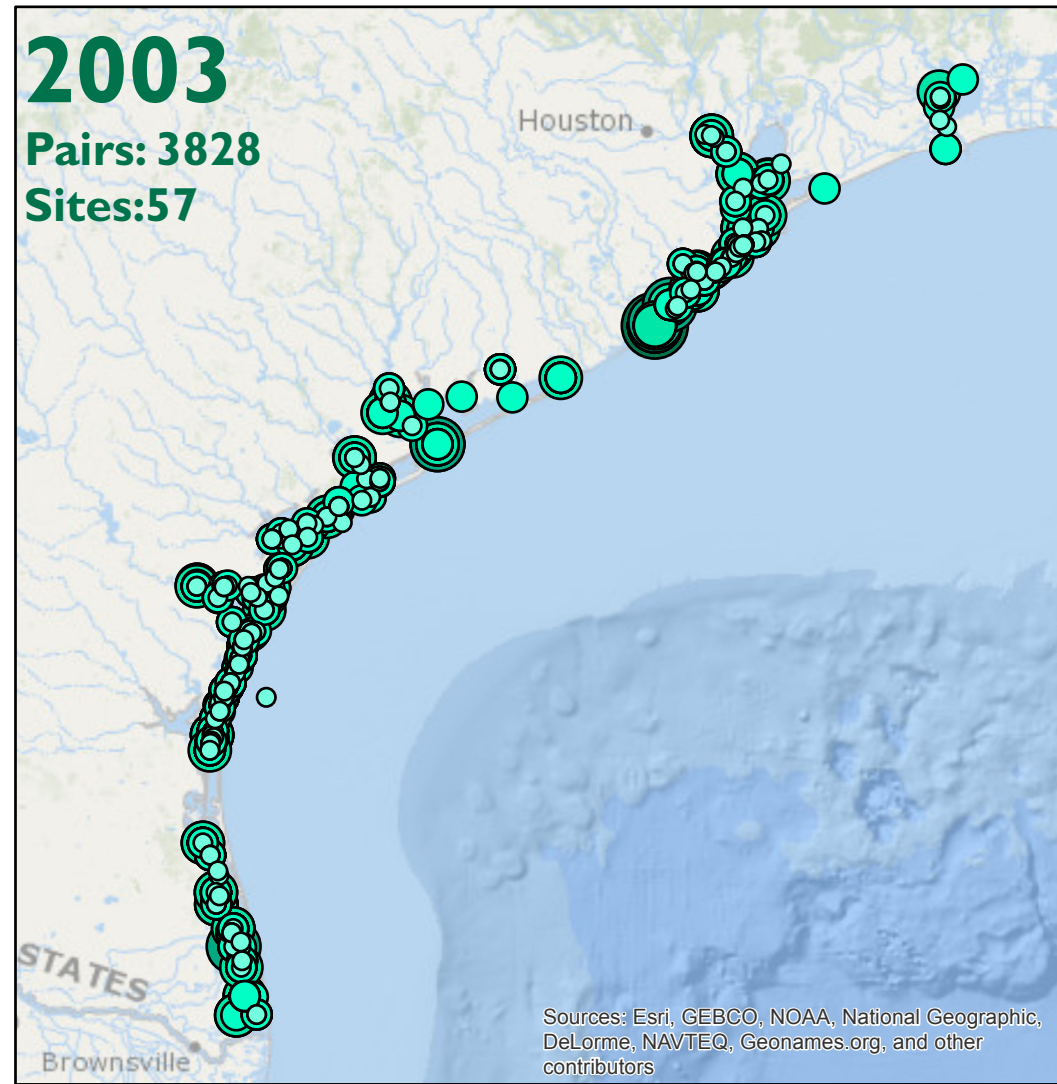 2003
Pairs: 3828
Sites:57
Houston
STATES
Brownsville
Sources: Esri, GEBCO, NOAA, National Geographic,
DeLorme, NAVTEQ, Geonames.org, and other
contributors